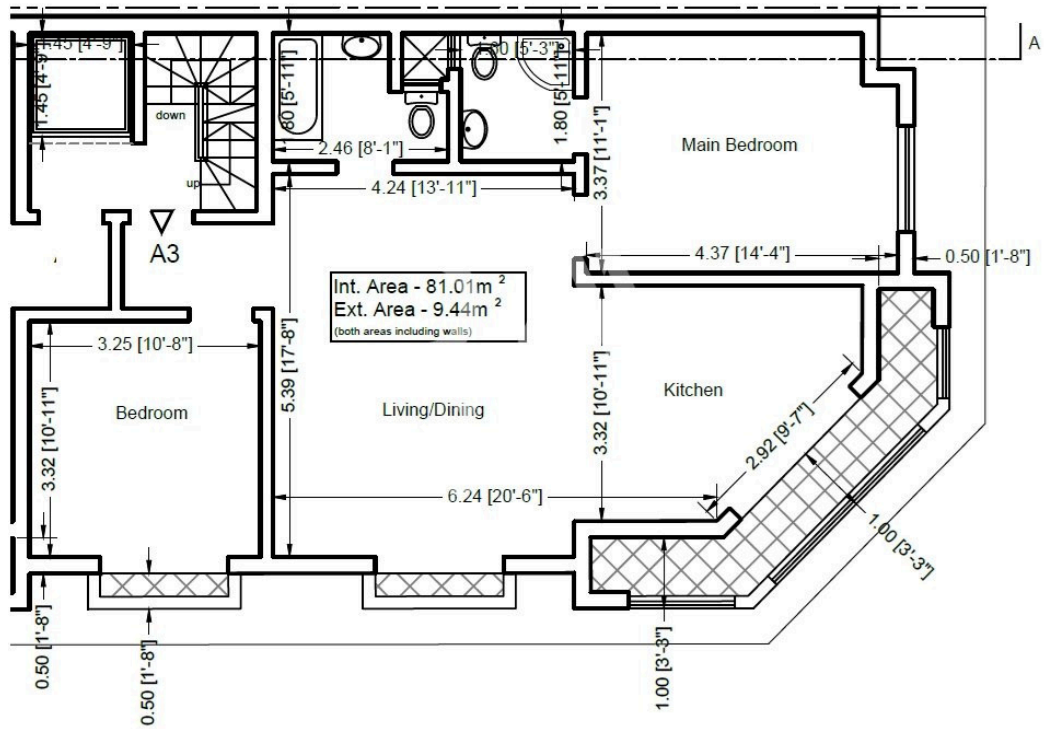 1.45 [4'-9"]
1.45 [4'-9"]
down
up
A3
80 [5'-11"]
2.46 [8'-1"]
[5'-3"]
1.80 [5'-11"]
A
Main Bedroom
3.37 [11'-1"]
4.37 [14'-4"]
0.50 [1'-8"]
4.24 [13'-11"]
Int. Area - 81.01m 2
Ext. Area - 9.44m 2
(both areas including walls)
3.25 [10'-8"]
Bedroom
3.32 [10'-11"]
5.39 [17'-8"]
Living/Dining
Kitchen
3.32 [10'-11"]
2.92 [9'-7"]
6.24 [20'-6"]
1.00 [3'-3"]
0.50 [1'-8"]
0.50 [1'-8"]
1.00 [3'-3"]